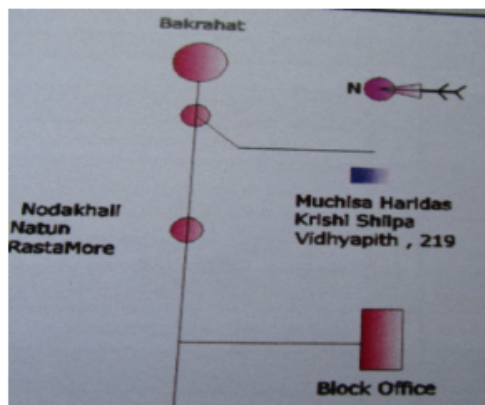 Bakrahat
N
Nodakhali
Natun
RastaMore
Muchisa Haridas
Krishi Shilpa
Vidhyapith , 219
Block Office